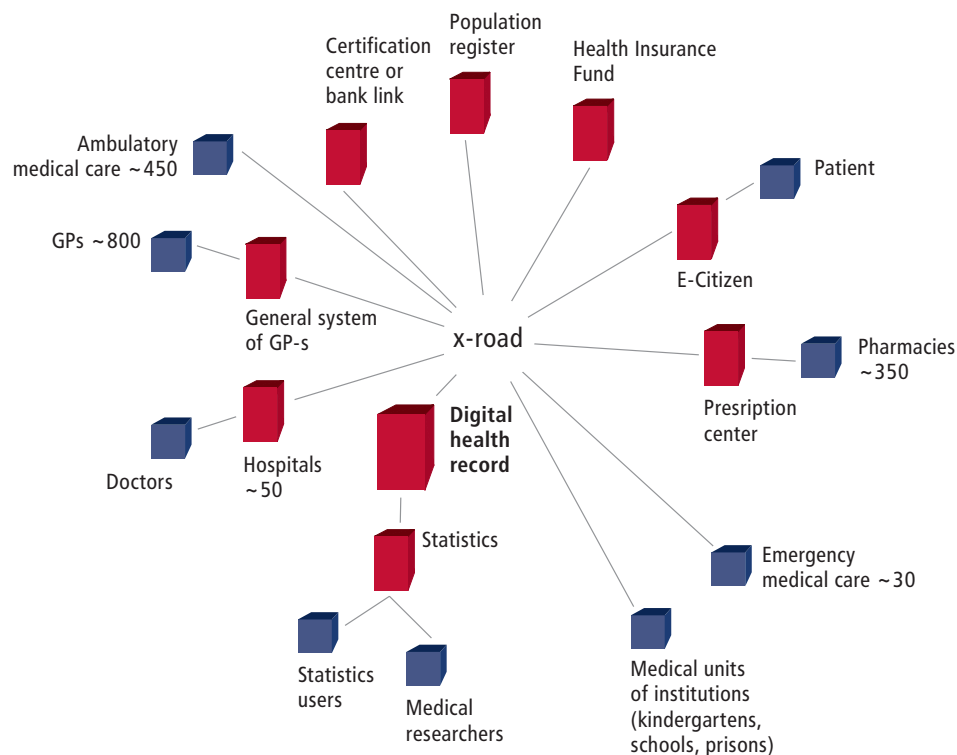 Population
register
Certification
centre or
bank link
Health Insurance
Fund
Ambulatory
medical care ~450
Patient
GPs ~800
E-Citizen
General system
of GP-s
x-road
Pharmacies
~350
Presription
center
Digital
health
record
Doctors
Hospitals
~50
Statistics
Emergency
medical care ~30
Statistics
users
Medical
researchers
Medical units
of institutions
(kindergartens,
schools, prisons)